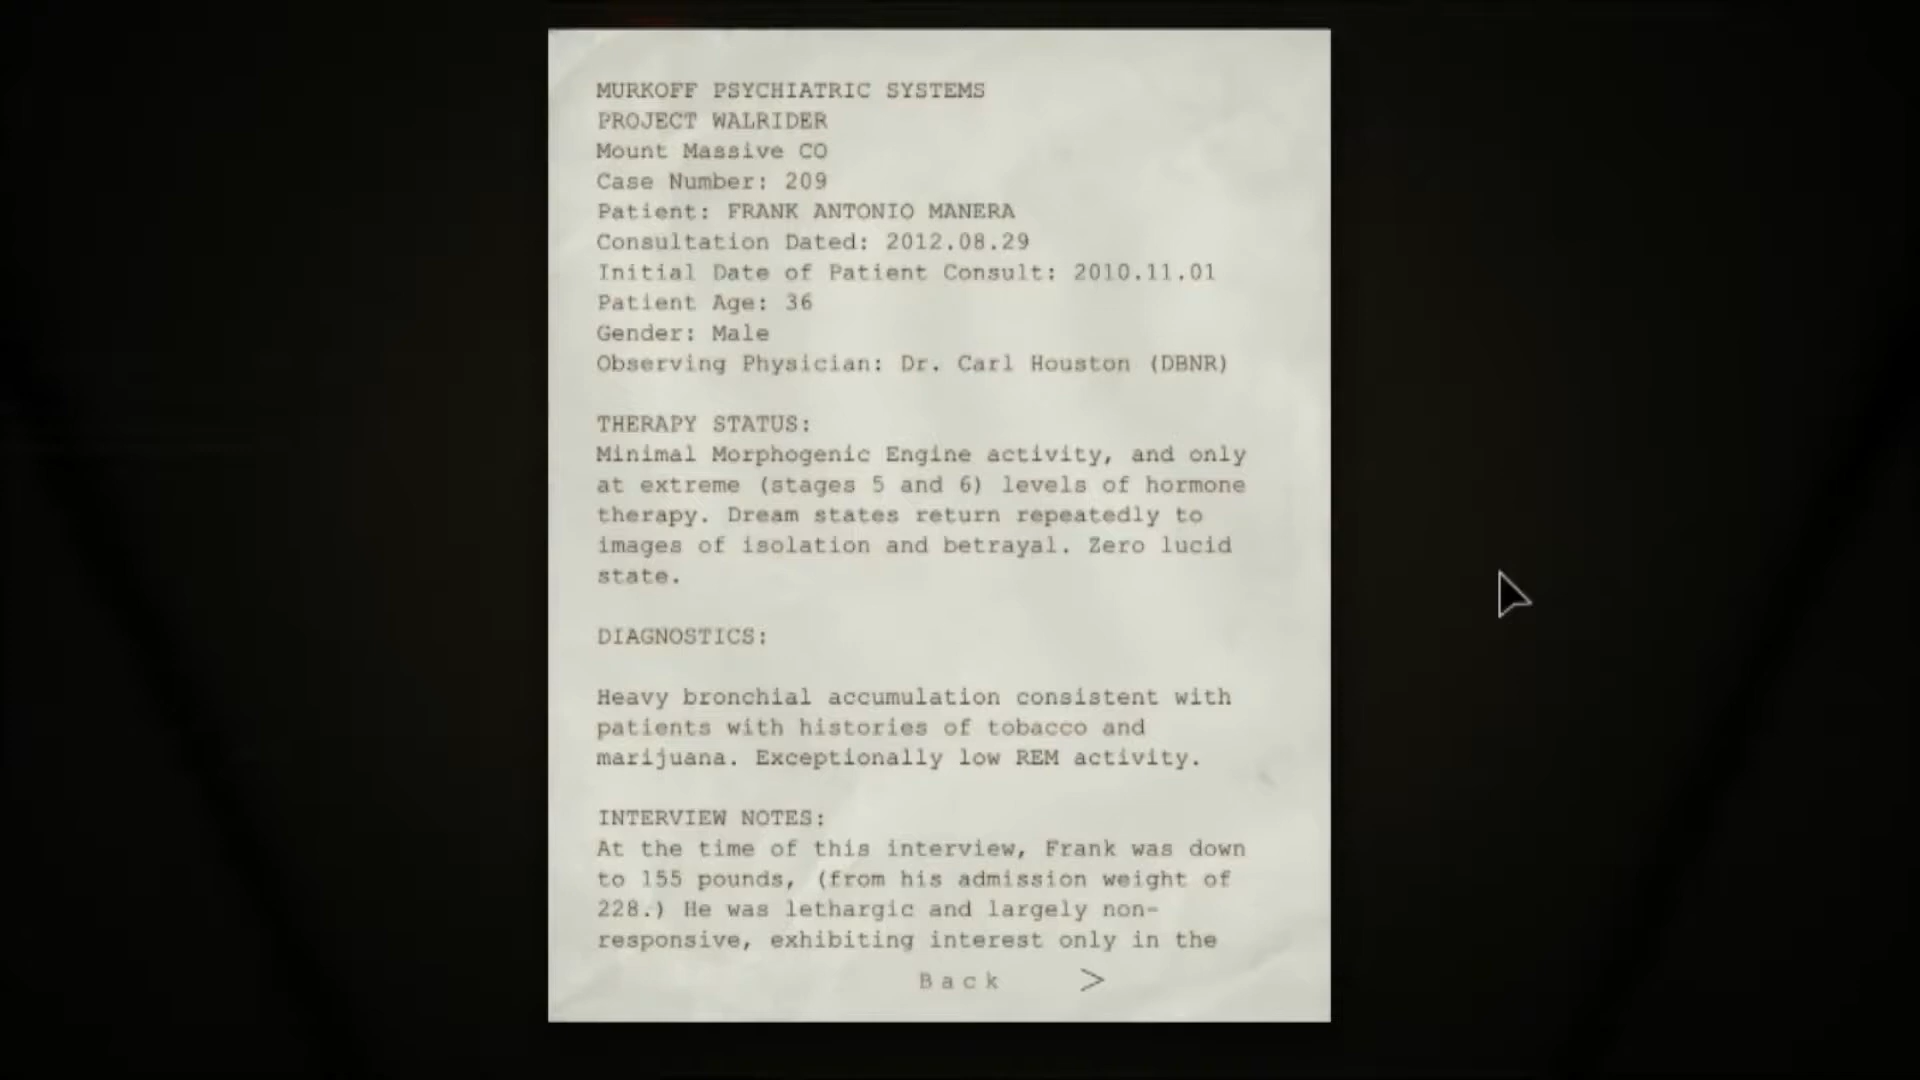 MURKOFF PSYCHIATRIC SYSTEMS
PROJECT WALRIDER
Mount Massive CO
Case Number: 209
Patient: FRANK ANTONIO MANERA
Consultation Dated: 2012.08.29
Initial Date of Patient Consult: 2010.11.01
Patient Age: 36
Gender: Male
Observing Physician: Dr. Carl Houston (DBNR)
THERAPY STATUS:
Minimal Morphogenic Engine activity, and only
at extreme (stages 5 and 6) levels of hormone
therapy. Dream states return repeatedly to
images of isolation and betrayal. Zero lucid
state.
DIAGNOSTICS:
Heavy bronchial accumulation consistent with
patients with histories of tobacco and
marijuana. Exceptionally low REM activity.
INTERVIEW NOTES:
At the time of this interview, Frank was down
to 155 pounds, (from his admission weight of
228.) He was lethargic and largely non-
responsive, exhibiting interest only in the
Back >